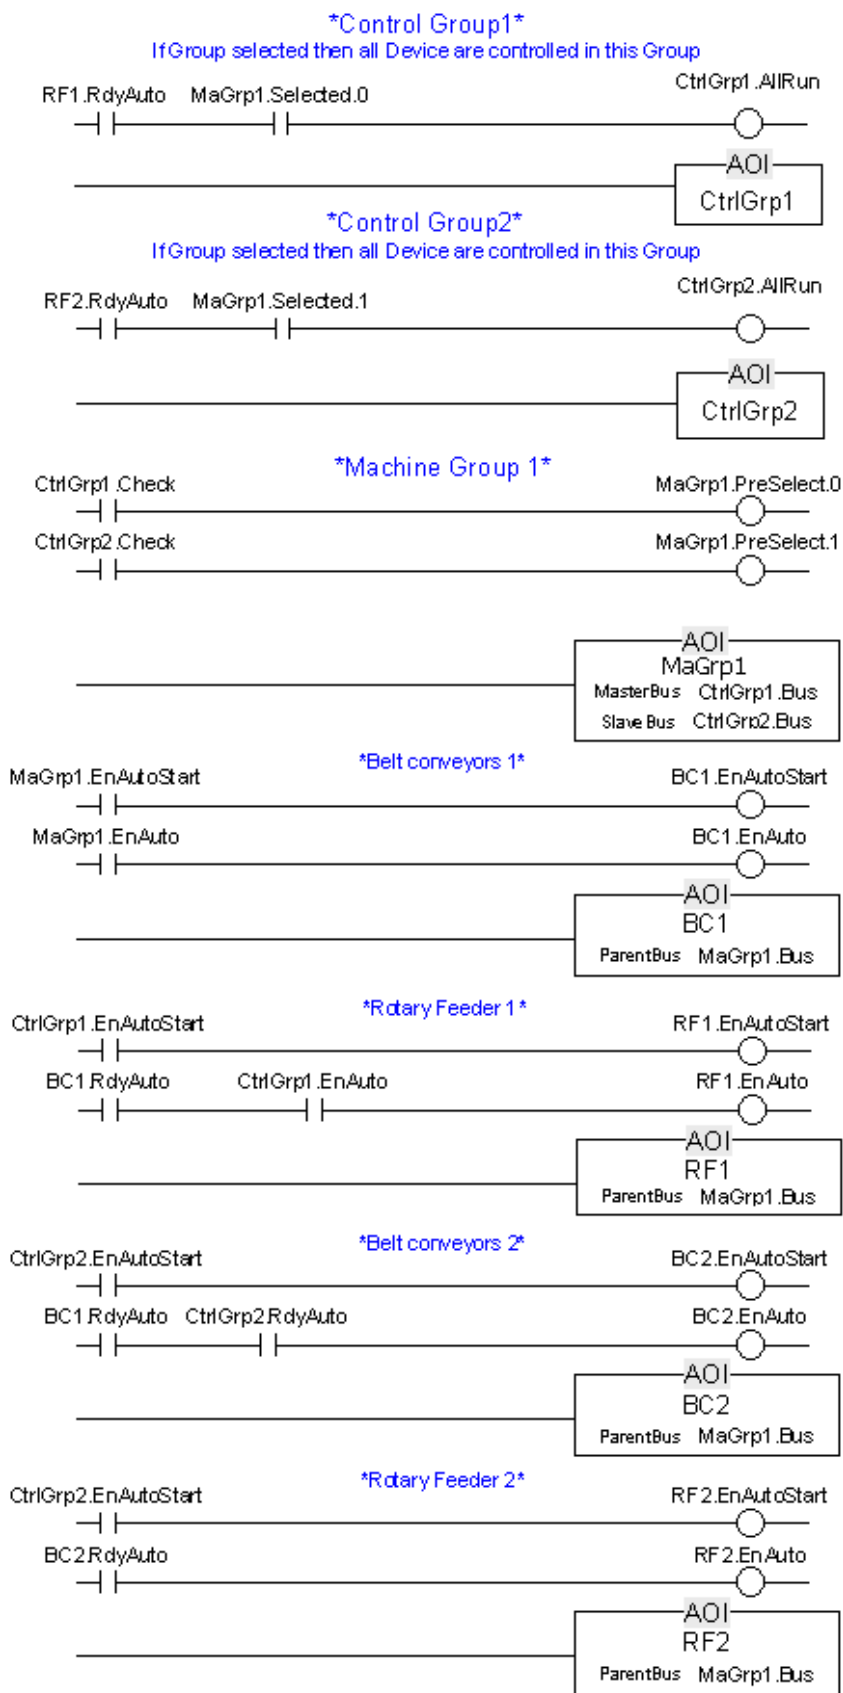 *Control Group1*
If Group selected then all Device are controlled in this Group
RF1.RdyAuto MaGrp1.Selected.0 CtrlGrp1.AllRun
AOI
CtrlGrp1
*Control Group2*
If Group selected then all Device are controlled in this Group
RF2.RdyAuto MaGrp1.Selected.1 CtrlGrp2.AllRun
AOI
CtrlGrp2
*Machine Group 1*
CtrlGrp1.Check MaGrp1.PreSelect.0
CtrlGrp2.Check MaGrp1.PreSelect.1
AOI
MaGrp1
MasterBus CtrlGrp1.Bus
Slave Bus CtrlGrp2.Bus
*Belt conveyors 1*
MaGrp1.EnAutoStart BC1.EnAutoStart
MaGrp1.EnAuto BC1.EnAuto
AOI
BC1
ParentBus MaGrp1.Bus
*Rotary Feeder 1*
CtrlGrp1.EnAutoStart RF1.EnAutoStart
BC1.RdyAuto CtrlGrp1.EnAuto RF1.EnAuto
AOI
RF1
ParentBus MaGrp1.Bus
*Belt conveyors 2*
CtrlGrp2.EnAutoStart BC2.EnAutoStart
BC1.RdyAuto CtrlGrp2.RdyAuto BC2.EnAuto
AOI
BC2
ParentBus MaGrp1.Bus
*Rotary Feeder 2*
CtrlGrp2.EnAutoStart RF2.EnAutoStart
BC2.RdyAuto RF2.EnAuto
AOI
RF2
ParentBus MaGrp1.Bus